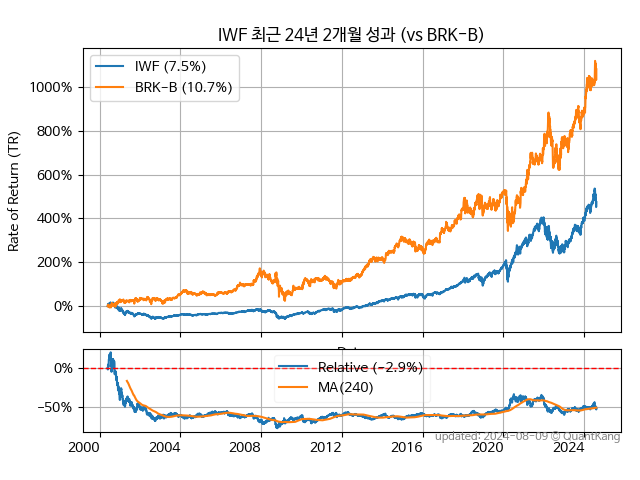 IWF 최근 24년 2개월 성과 (vs BRK-B)
IWF (7.5%)
BRK-B (10.7%)
Rate of Return (TR)
1000%
800%
600%
400%
200%
0%
Relative (-2.9%)
MA(240)
0%
-50%
2000 2004 2008 2012 2016 2020 2024
updated: 2024-08-09 © QuantKang